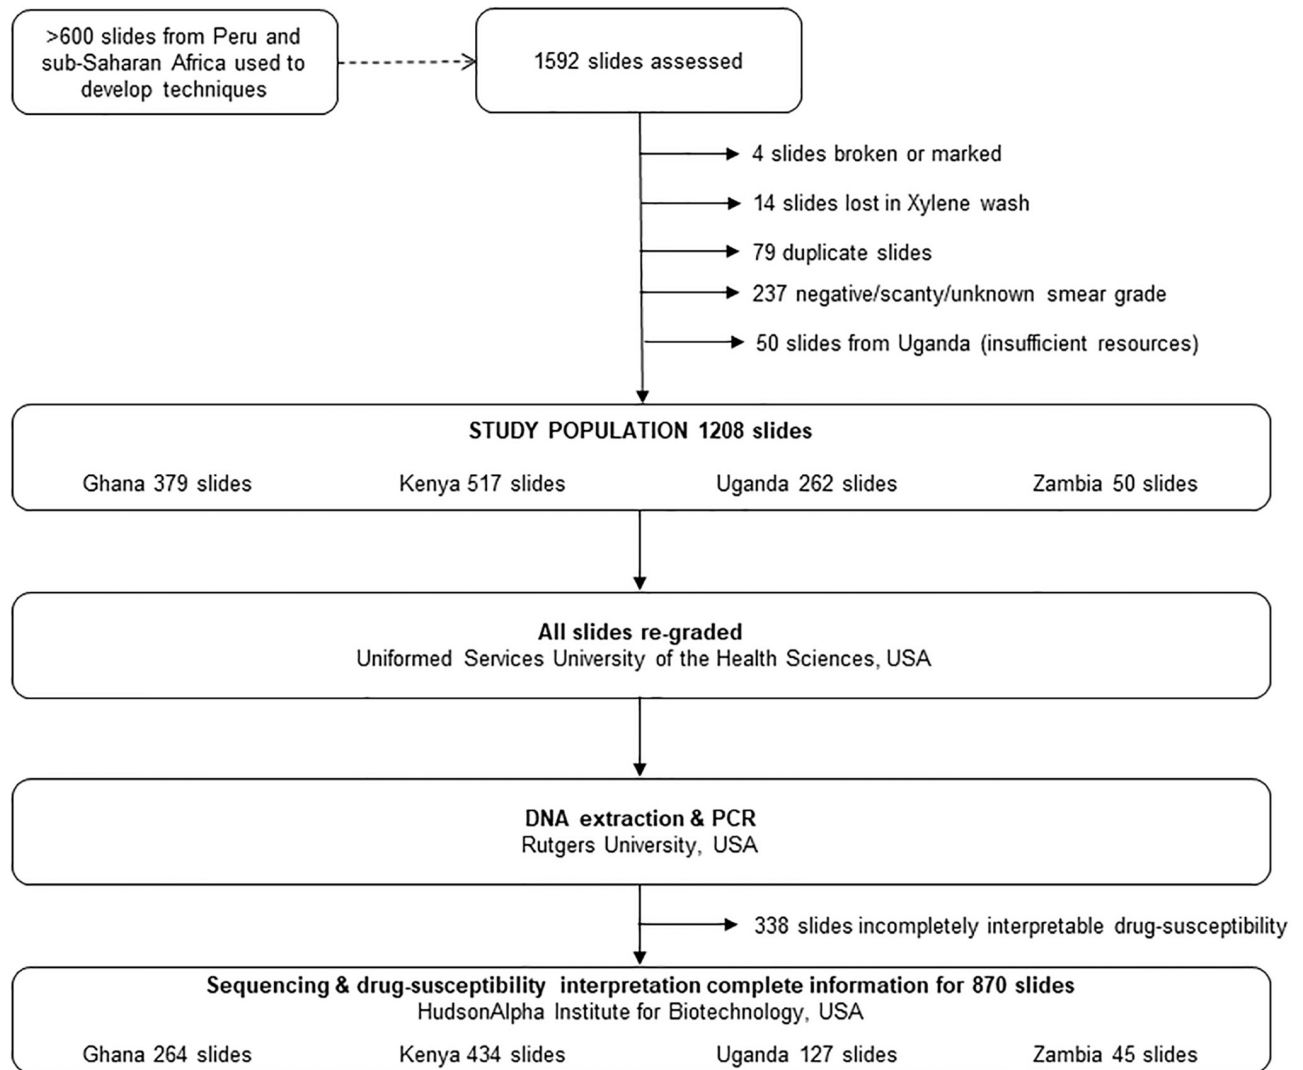 >600 slides from Peru and
sub-Saharan Africa used to
develop techniques
1592 slides assessed
4 slides broken or marked
14 slides lost in Xylene wash
79 duplicate slides
237 negative/scanty/unknown smear grade
50 slides from Uganda (insufficient resources)
STUDY POPULATION 1208 slides
Ghana 379 slides Kenya 517 slides Uganda 262 slides Zambia 50 slides
All slides re-graded
Uniformed Services University of the Health Sciences, USA
DNA extraction & PCR
Rutgers University, USA
338 slides incompletely interpretable drug-susceptibility
Sequencing & drug-susceptibility interpretation complete information for 870 slides
HudsonAlpha Institute for Biotechnology, USA
Ghana 264 slides Kenya 434 slides Uganda 127 slides Zambia 45 slides